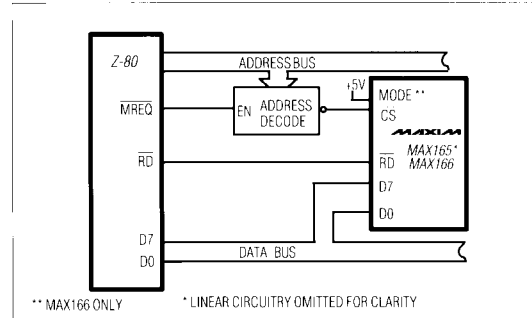 Z-80
ADDRESS BUS
+5V
MREQ
EN ADDRESS DECODE
MODE **
CS
MAXIM
MAX165*
MAX166
RD
RD
D7
D0
D7
D0
DATA BUS
** MAX166 ONLY
* LINEAR CIRCUITRY OMITTED FOR CLARITY